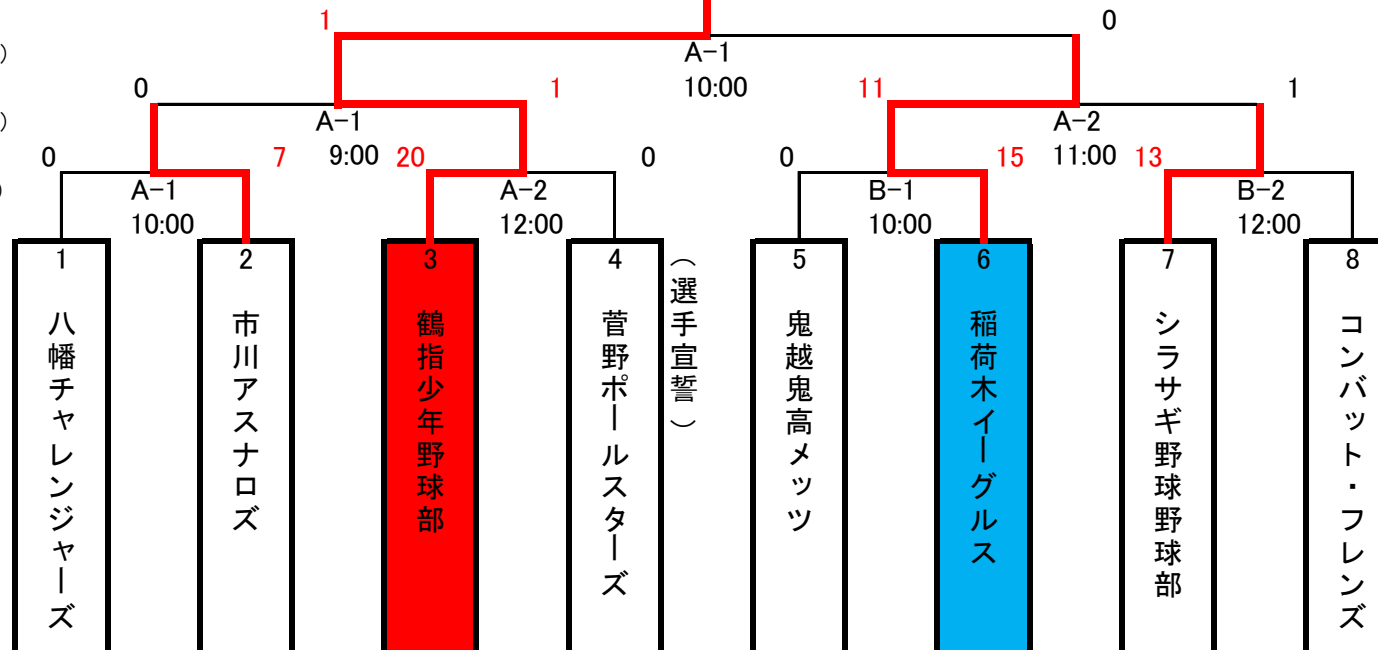 1
0
）
A-1
0
1
10:00
11
1
）
A-1
A-2
0
7
9:00
20
0
0
15
11:00
13
）
A-1
A-2
B-1
B-2
10:00
12:00
10:00
12:00
1
八幡チャレンジャーズ
2
市川アスナロズ
3
鶴指少年野球部
4
菅野ポールスターズ
（選手宣誓）
5
鬼越鬼高メッツ
6
稲荷木イーグルス
7
シラサギ野球野球部
8
コンバット・フレンズ